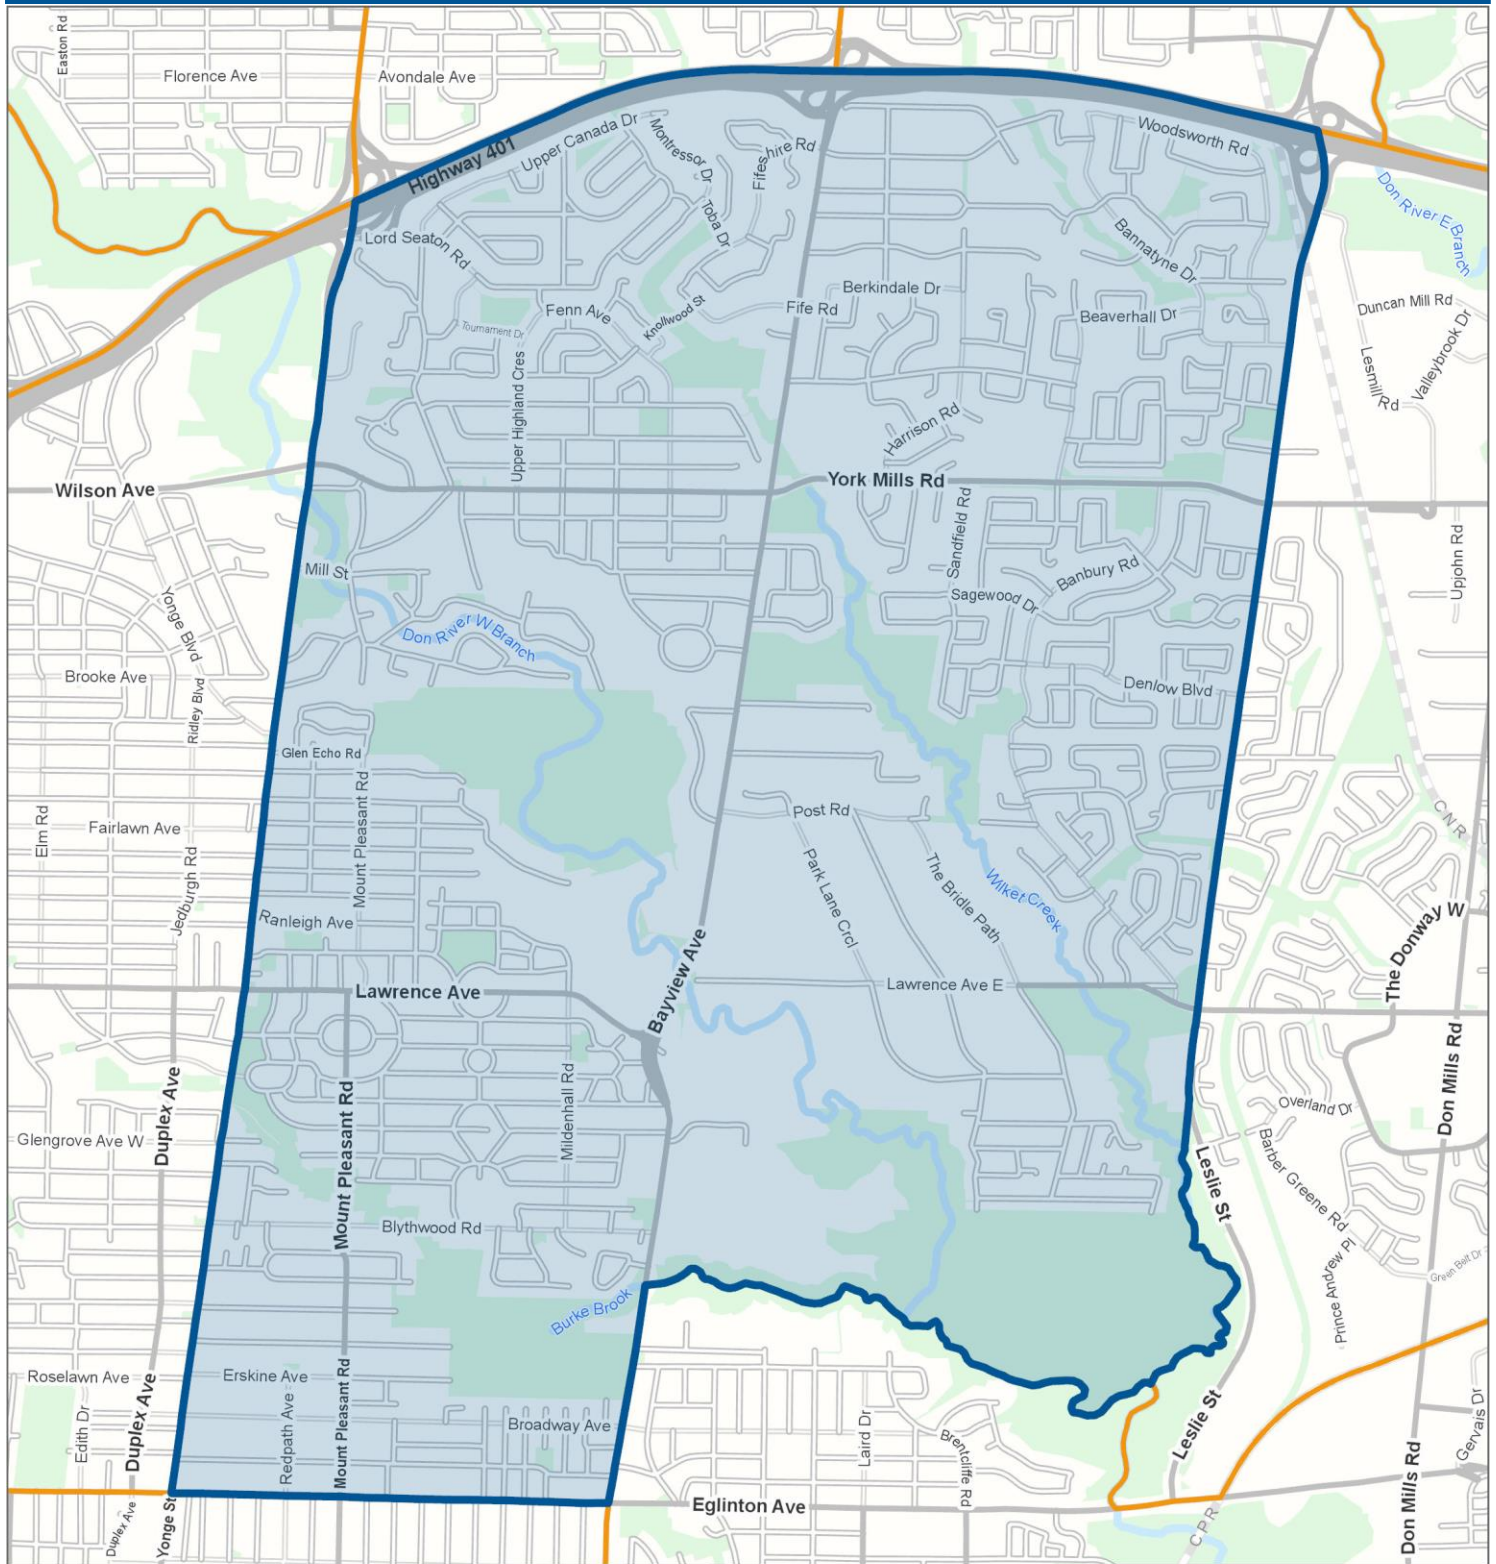 Easton Rd
Florence Ave
Avondale Ave
Highway 401
Upper Canada Dr
Montressor Dr
Fifeshire Rd
Toba Dr
Woodsworth Rd
Don River E Branch
Lord Seaton Rd
Bannatyne Dr
Berkindale Dr
Fenn Ave
Knollwood St
Fife Rd
Beaverhall Dr
Duncan Mill Rd
Tournament Dr
Upper Highland Cres
Lesmill Rd
Valleybrook Dr
Harrison Rd
Wilson Ave
York Mills Rd
Sandfield Rd
Upjohn Rd
Mill St
Banbury Rd
Sagewood Dr
Yonge Blvd
Don River W Branch
Brooke Ave
Ridley Blvd
Denlow Blvd
Glen Echo Rd
Mount Pleasant Rd
Post Rd
CNR
Elm Rd
Fairlawn Ave
Jedburgh Rd
Park Lane Crcl
The Bridle Path
Wilket Creek
Ranleigh Ave
The Donway W
Bayview Ave
Lawrence Ave
Lawrence Ave E
Don Mills Rd
Duplex Ave
Mount Pleasant Rd
Mildenhall Rd
Overland Dr
Glengrove Ave W
Leslie St
Barber Greene Rd
Blythwood Rd
Prince Andrew Pl
Green Belt Dr
Burke Brook
Roselawn Ave
Erskine Ave
Edith Dr
Duplex Ave
Redpath Ave
Mount Pleasant Rd
Broadway Ave
Laird Dr
Brentcliffe Rd
Leslie St
Gervais Dr
Don Mills Rd
Duplex Ave
Yonge St
Eglinton Ave
CPR